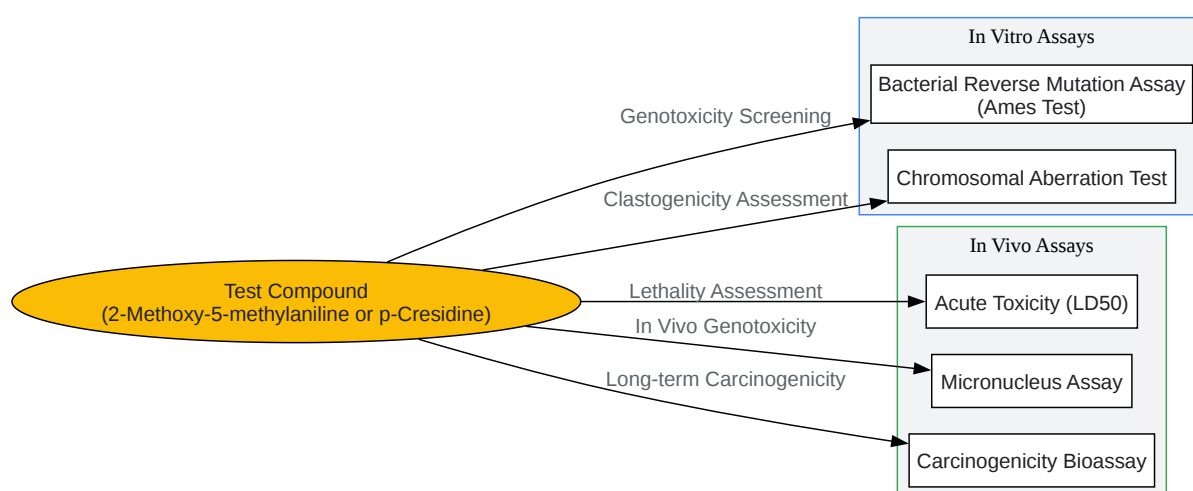 In Vitro Assays
Bacterial Reverse Mutation Assay
(Ames Test)
Genotoxicity Screening
Chromosomal Aberration Test
Clastogenicity Assessment
In Vivo Assays
Test Compound
(2-Methoxy-5-methylaniline or p-Cresidine)
Lethality Assessment
Acute Toxicity (LD50)
In Vivo Genotoxicity
Micronucleus Assay
Long-term Carcinogenicity
Carcinogenicity Bioassay